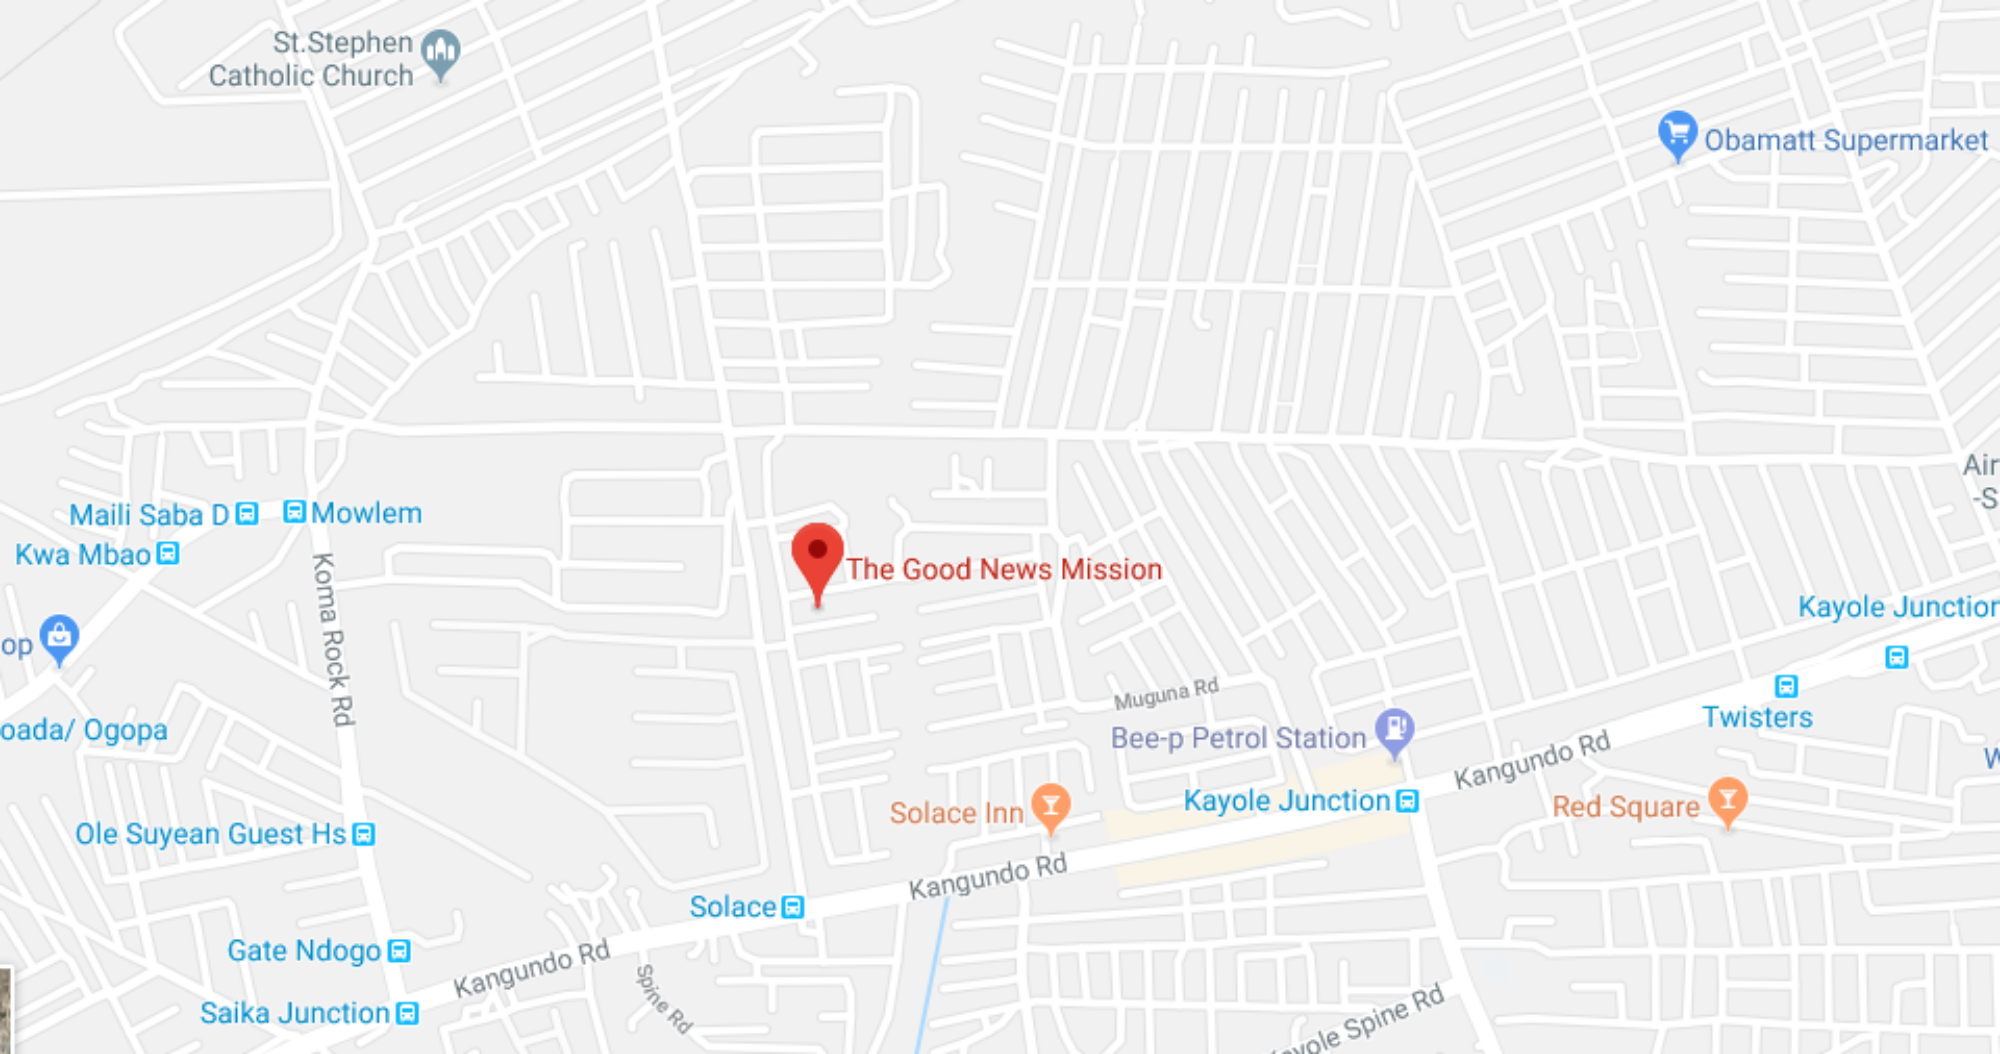 St.Stephen
Catholic Church
Obamatt Supermarket
Air
-S
Maili Saba D
Mowlem
Kwa Mbao
The Good News Mission
Koma Rock Rd
Kayole Junction
op
Muguna Rd
oada/ Ogopa
Twisters
Bee-p Petrol Station
Kangundo Rd
W
Kayole Junction
Solace Inn
Red Square
Ole Suyean Guest Hs
Kangundo Rd
Solace
Gate Ndogo
Kangundo Rd
Spine Rd
Saika Junction
Kayole Spine Rd